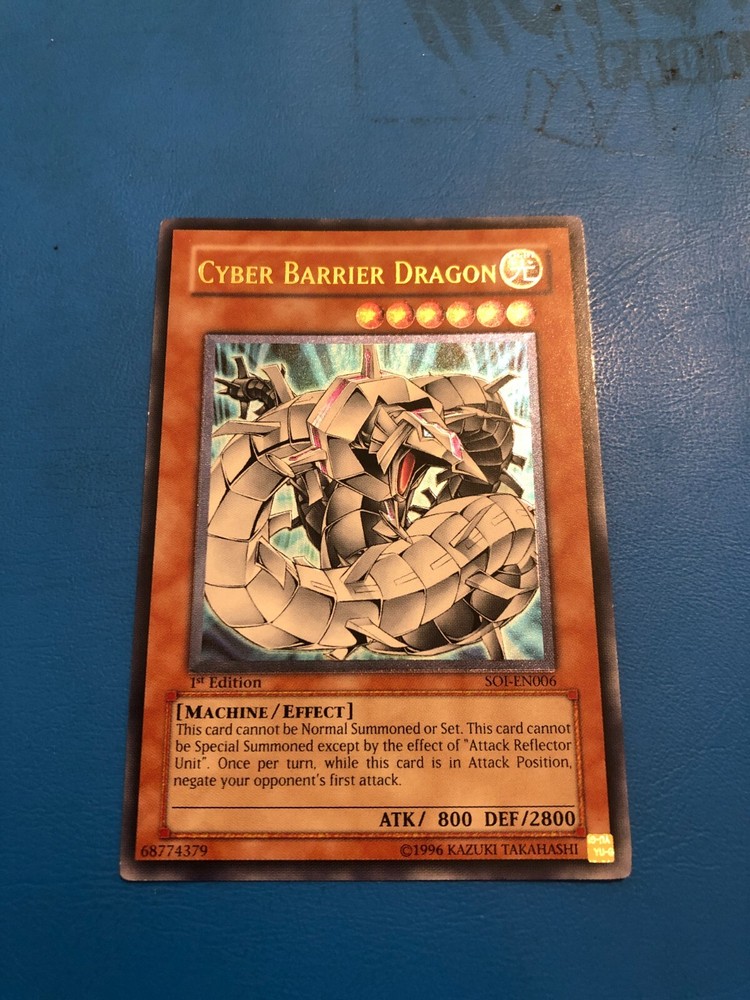 CYBER BARRIER DRAGON 光
1st Edition SOI-EN006
[MACHINE/EFFECT]
This card cannot be Normal Summoned or Set. This card cannot
be Special Summoned except by the effect of "Attack Reflector
Unit". Once per turn, while this card is in Attack Position,
negate your opponent's first attack.
ATK/ 800 DEF/2800
68774379 ©1996 KAZUKI TAKAHASHI